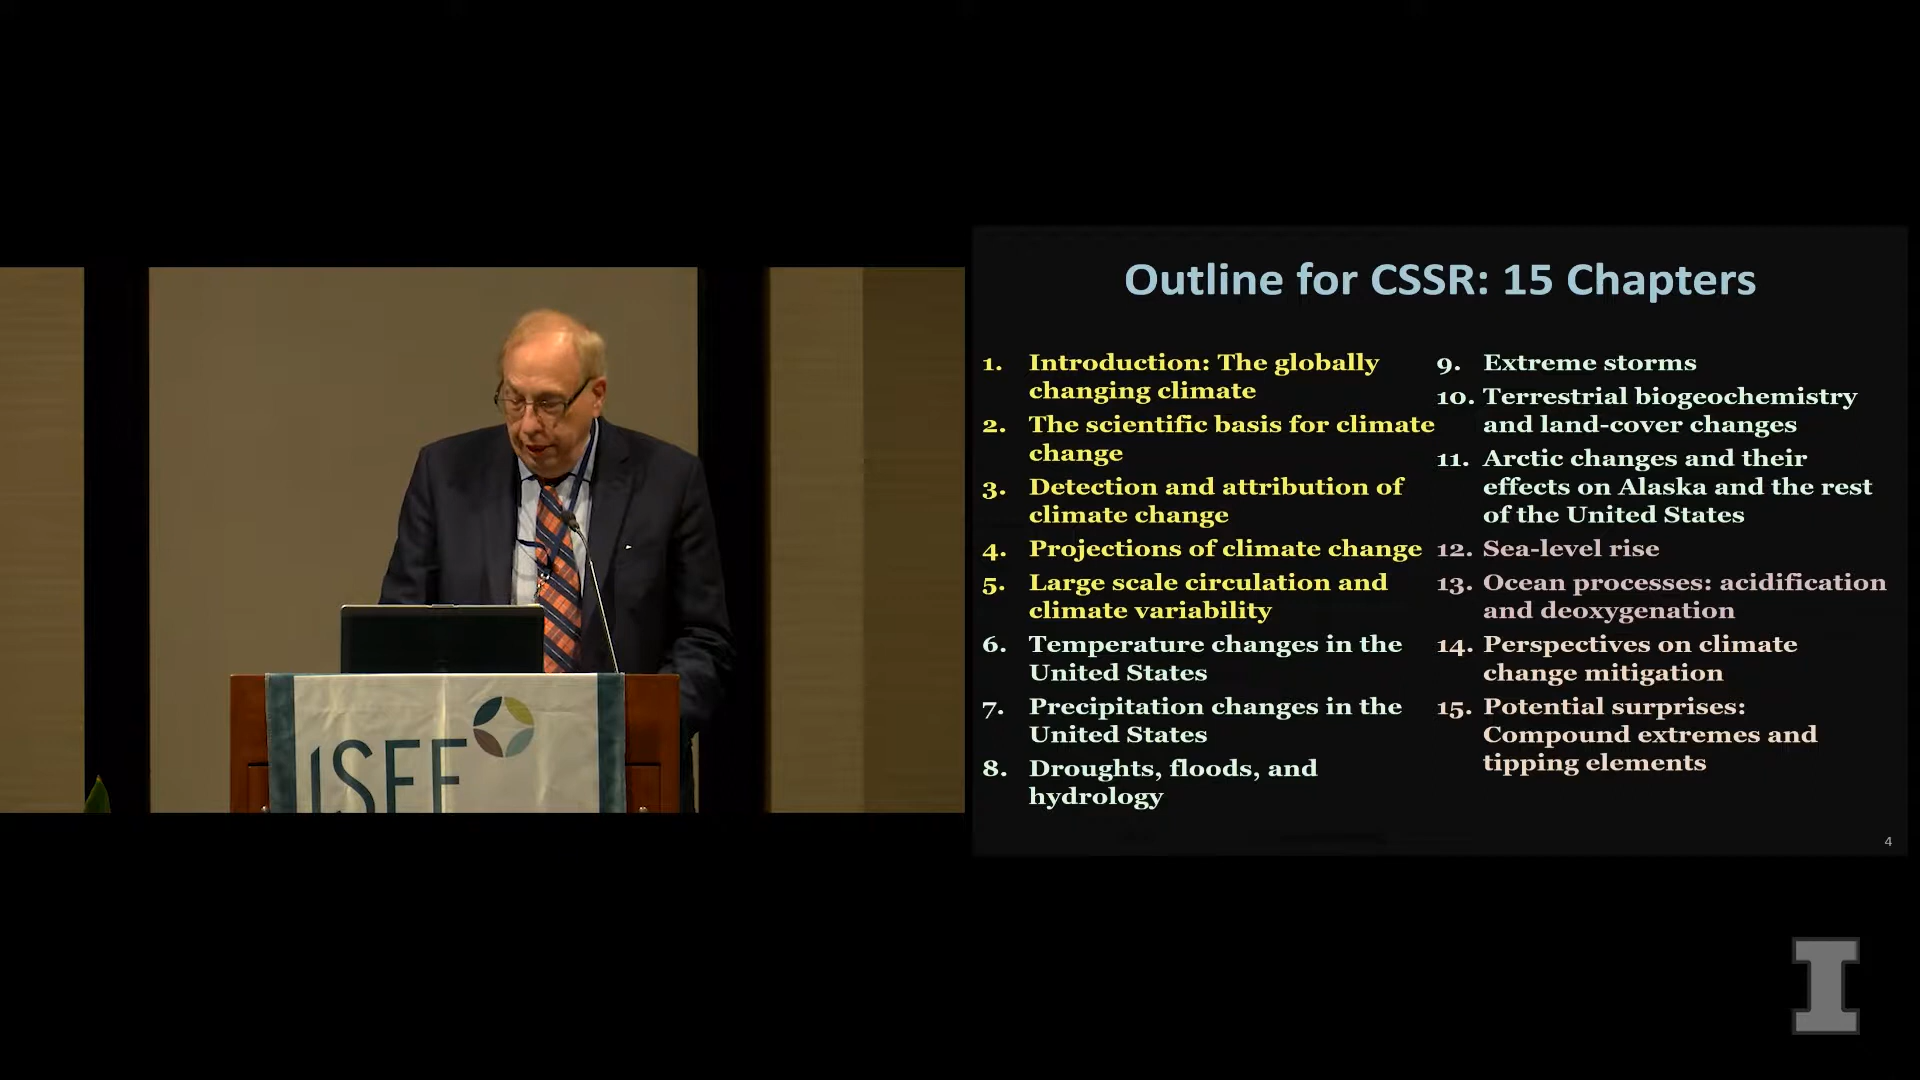 Outline for CSSR: 15 Chapters
1. Introduction: The globally
changing climate
2. The scientific basis for climate
change
3. Detection and attribution of
climate change
4. Projections of climate change
5. Large scale circulation and
climate variability
6. Temperature changes in the
United States
7. Precipitation changes in the
United States
8. Droughts, floods, and
hydrology
9. Extreme storms
10. Terrestrial biogeochemistry
and land-cover changes
11. Arctic changes and their
effects on Alaska and the rest
of the United States
12. Sea-level rise
13. Ocean processes: acidification
and deoxygenation
14. Perspectives on climate
change mitigation
15. Potential surprises:
Compound extremes and
tipping elements
4
ISEE
I